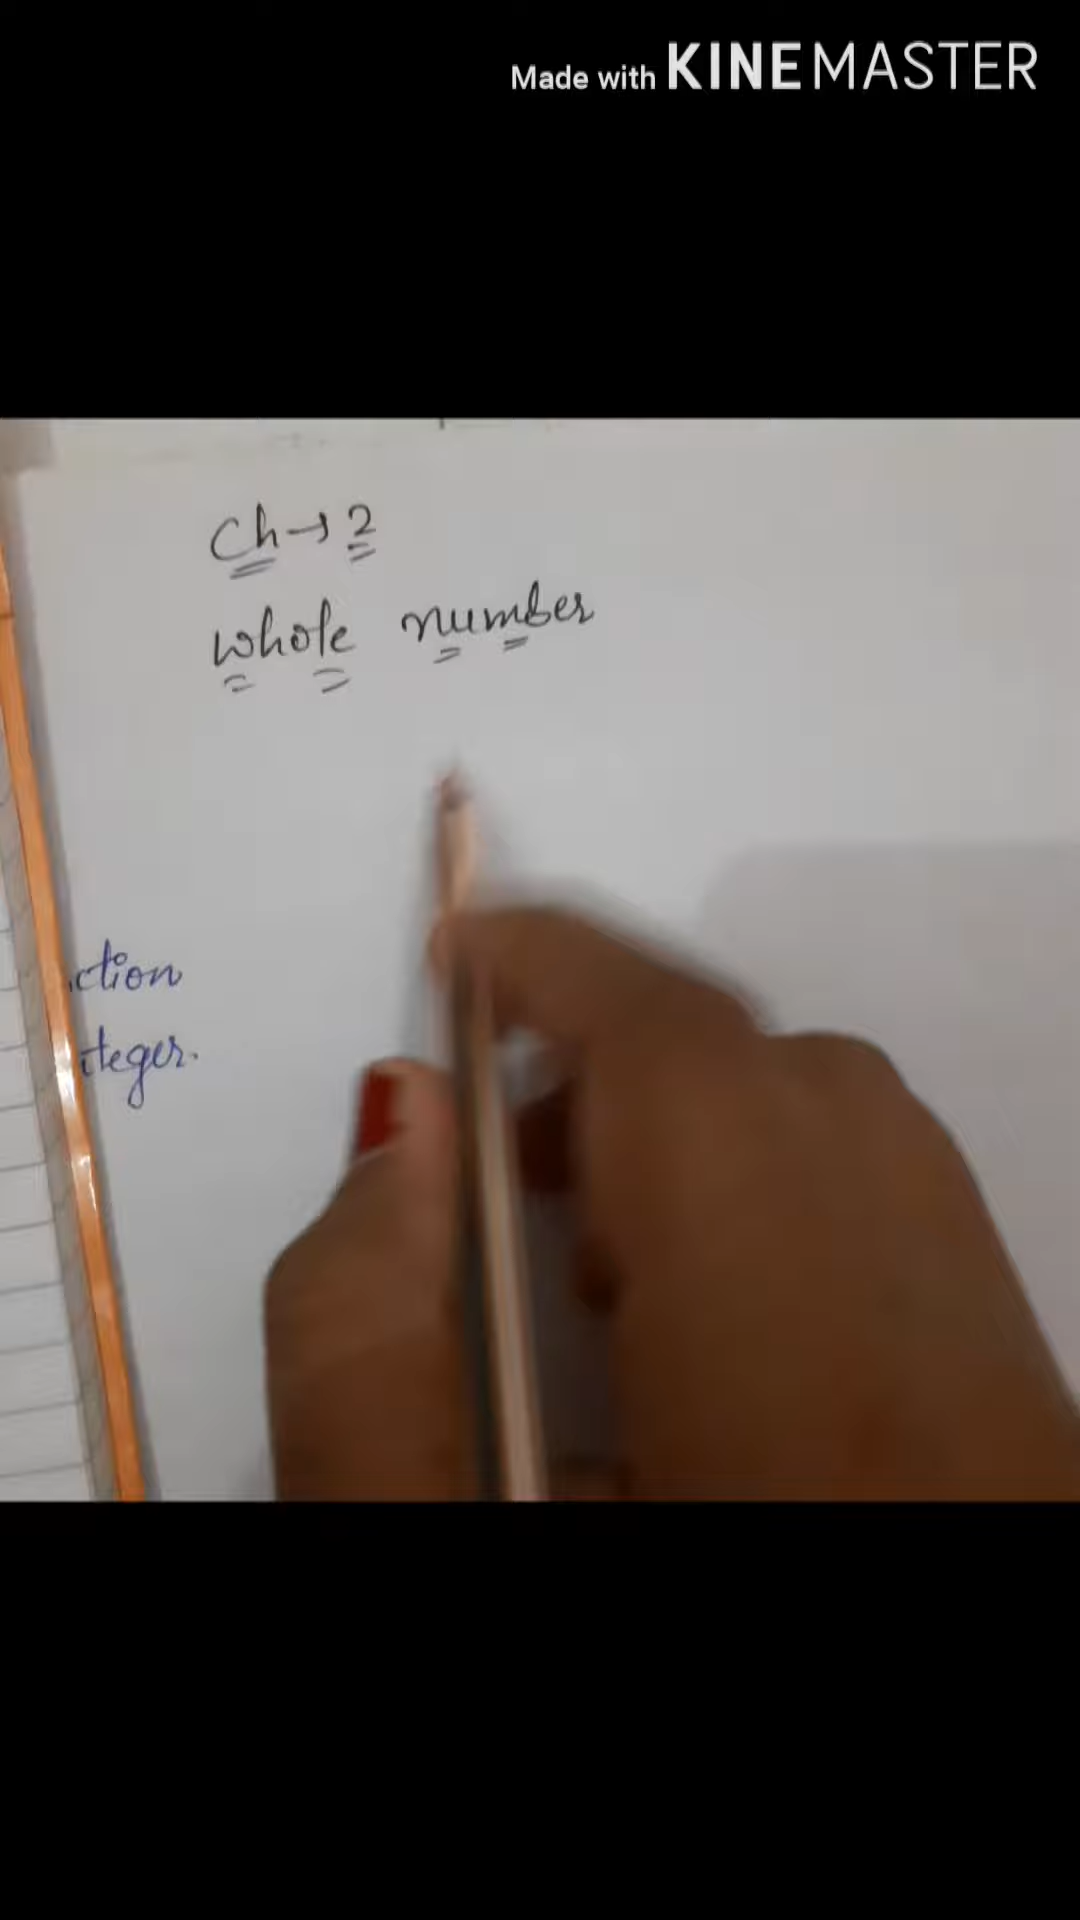 Made with KINEMASTER
Ch → 2
whole number
ction
teger.